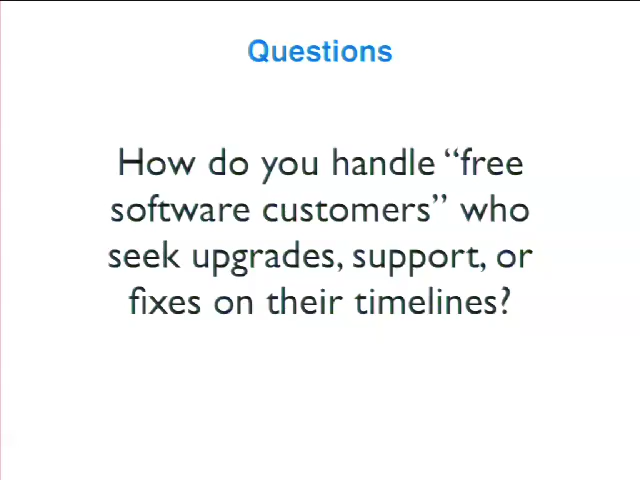 Questions
How do you handle “free
software customers” who
seek upgrades, support, or
fixes on their timelines?